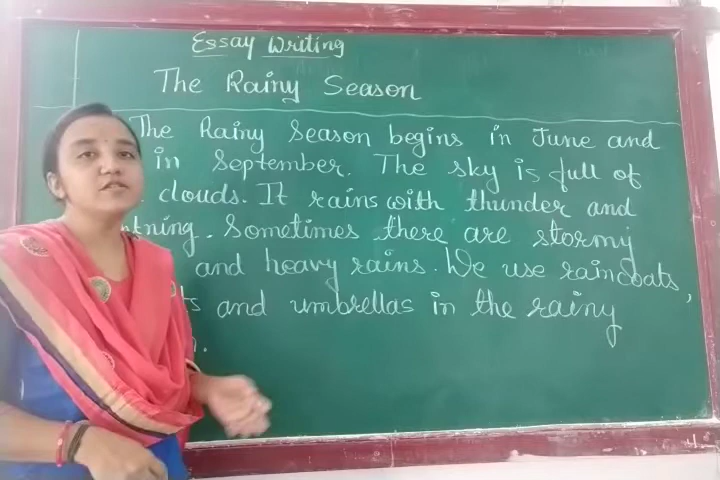 Essay Writing
The Rainy Season
The Rainy Season begins in June and
in September. The sky is full of
clouds. It rains with thunder and
Sometimes there are stormy
and heavy rains. We use raincoats,
and umbrellas in the rainy